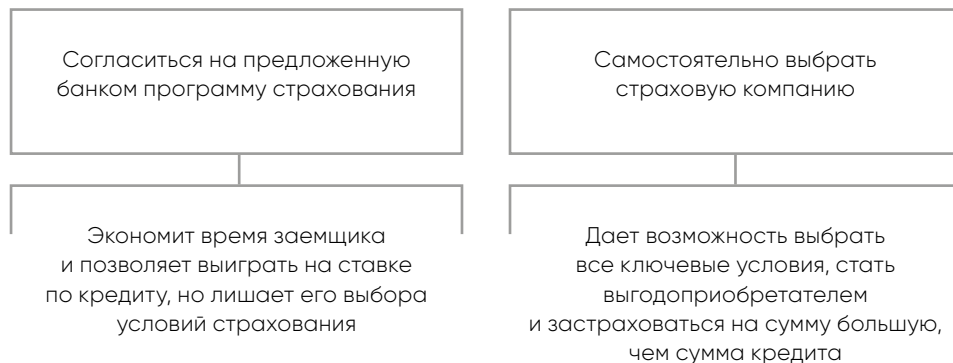 Согласиться на предложенную
банком программу страхования
Экономит время заемщика
и позволяет выиграть на ставке
по кредиту, но лишает его выбора
условий страхования
Самостоятельно выбрать
страховую компанию
Дает возможность выбрать
все ключевые условия, стать
выгодоприобретателем
и застраховаться на сумму большую,
чем сумма кредита